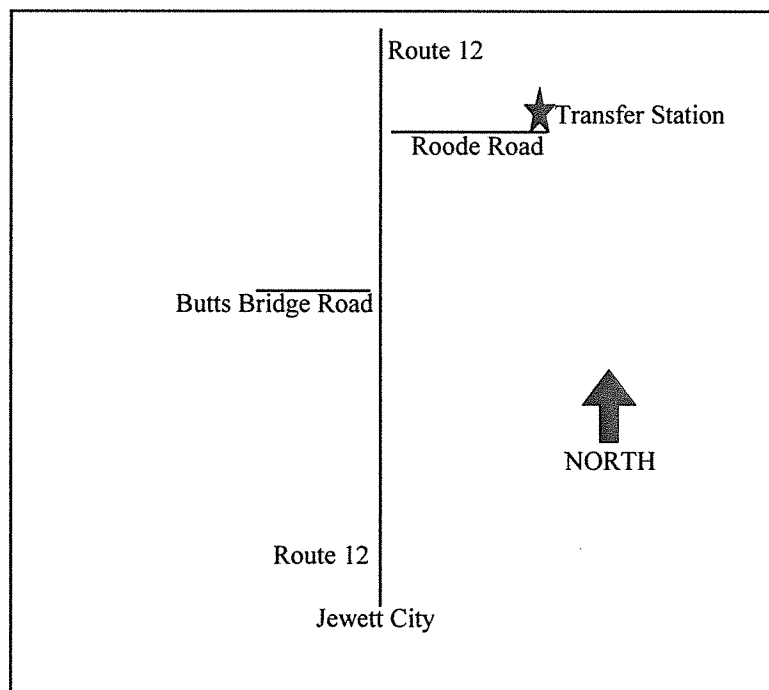 Route 12
Transfer Station
Roode Road
Butts Bridge Road
NORTH
Route 12
Jewett City